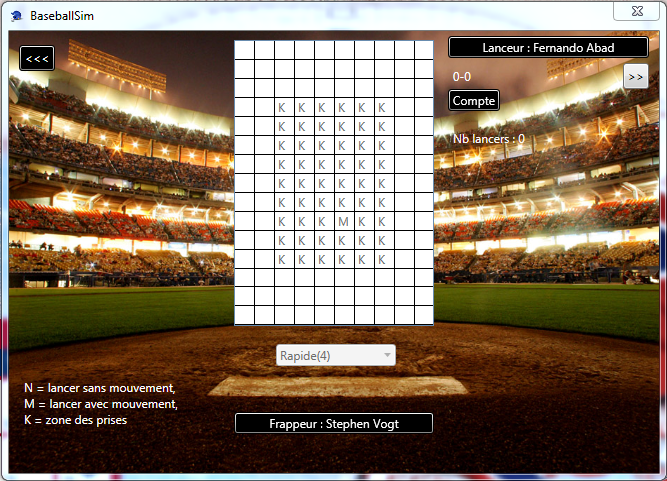 BaseballSim
<<<
Lanceur : Fernando Abad
0-0
>>
Compte
Nb lancers : 0
K K K K K K
K K K K K K
K K K K K K
K K K K K K
K K K K K K
K K K K K K
K K K M K K
K K K K K K
K K K K K K
Rapide(4)
N = lancer sans mouvement,
M = lancer avec mouvement,
K = zone des prises
Frappeur : Stephen Vogt